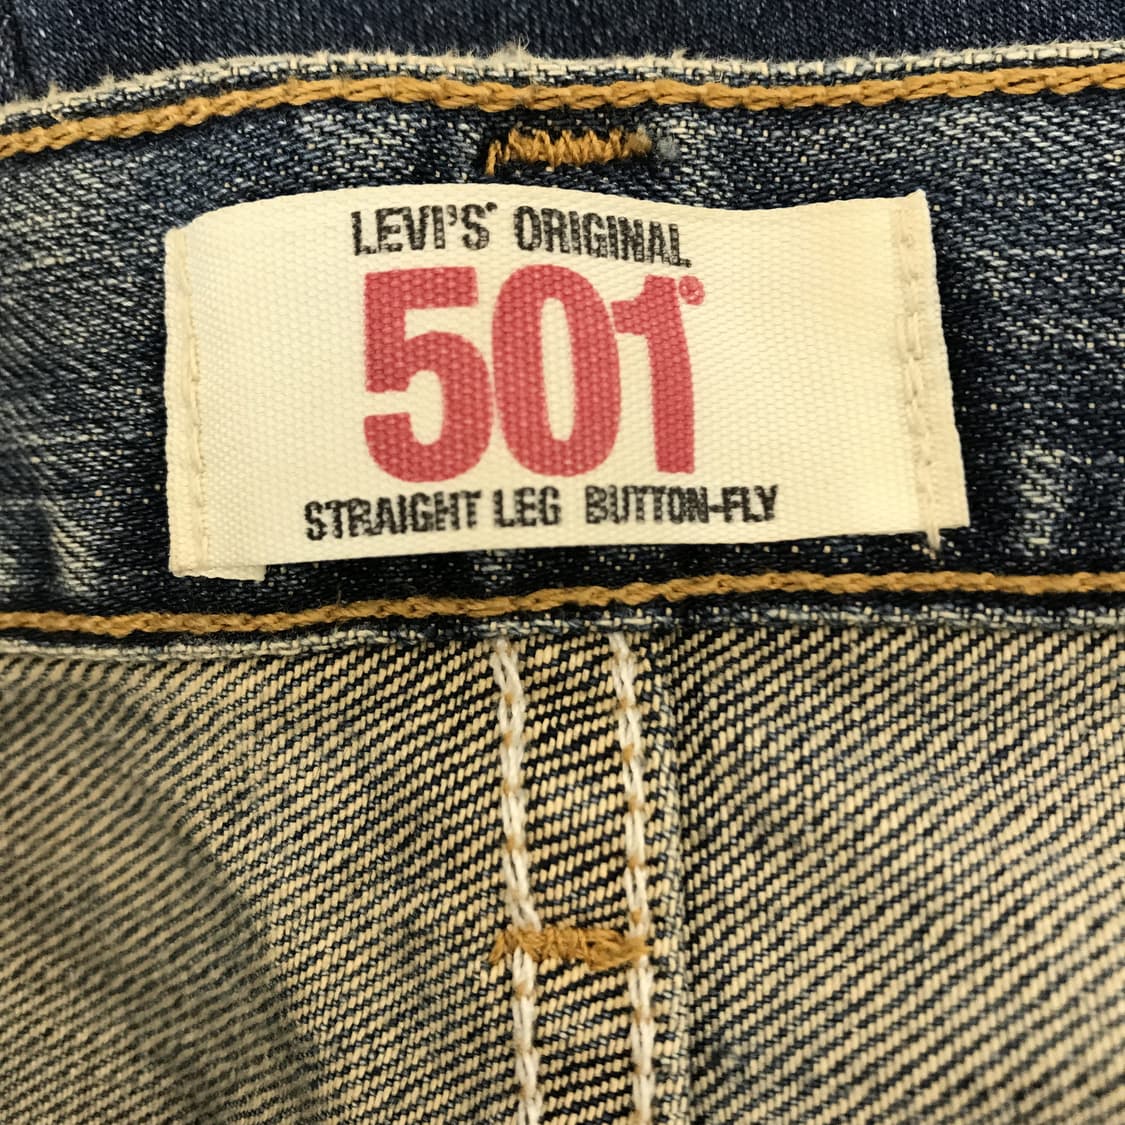 LEVI'S® ORIGINAL
501®
STRAIGHT LEG BUTTON-FLY